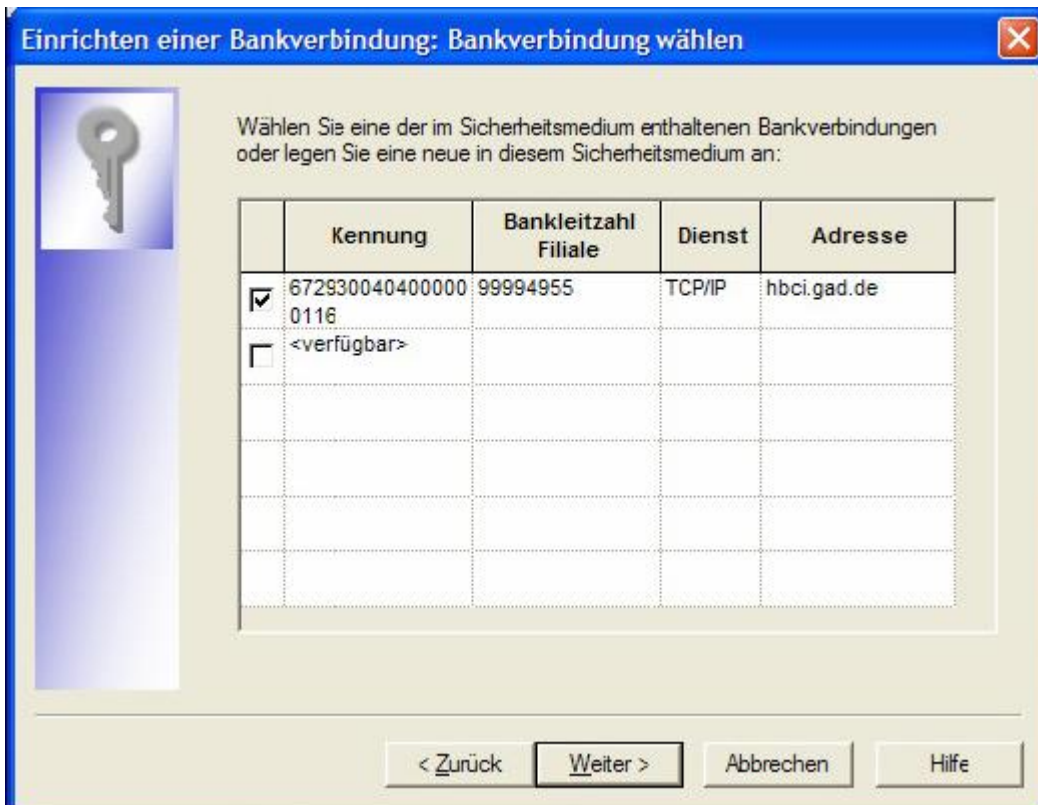 Einrichten einer Bankverbindung: Bankverbindung wählen
Wählen Sie eine der im Sicherheitsmedium enthaltenen Bankverbindungen
oder legen Sie eine neue in diesem Sicherheitsmedium an:
Kennung Bankleitzahl Filiale Dienst Adresse
672930040400000 99994955 TCP/IP hbci.gad.de
0116
<verfügbar>
< Zurück Weiter > Abbrechen Hilfe